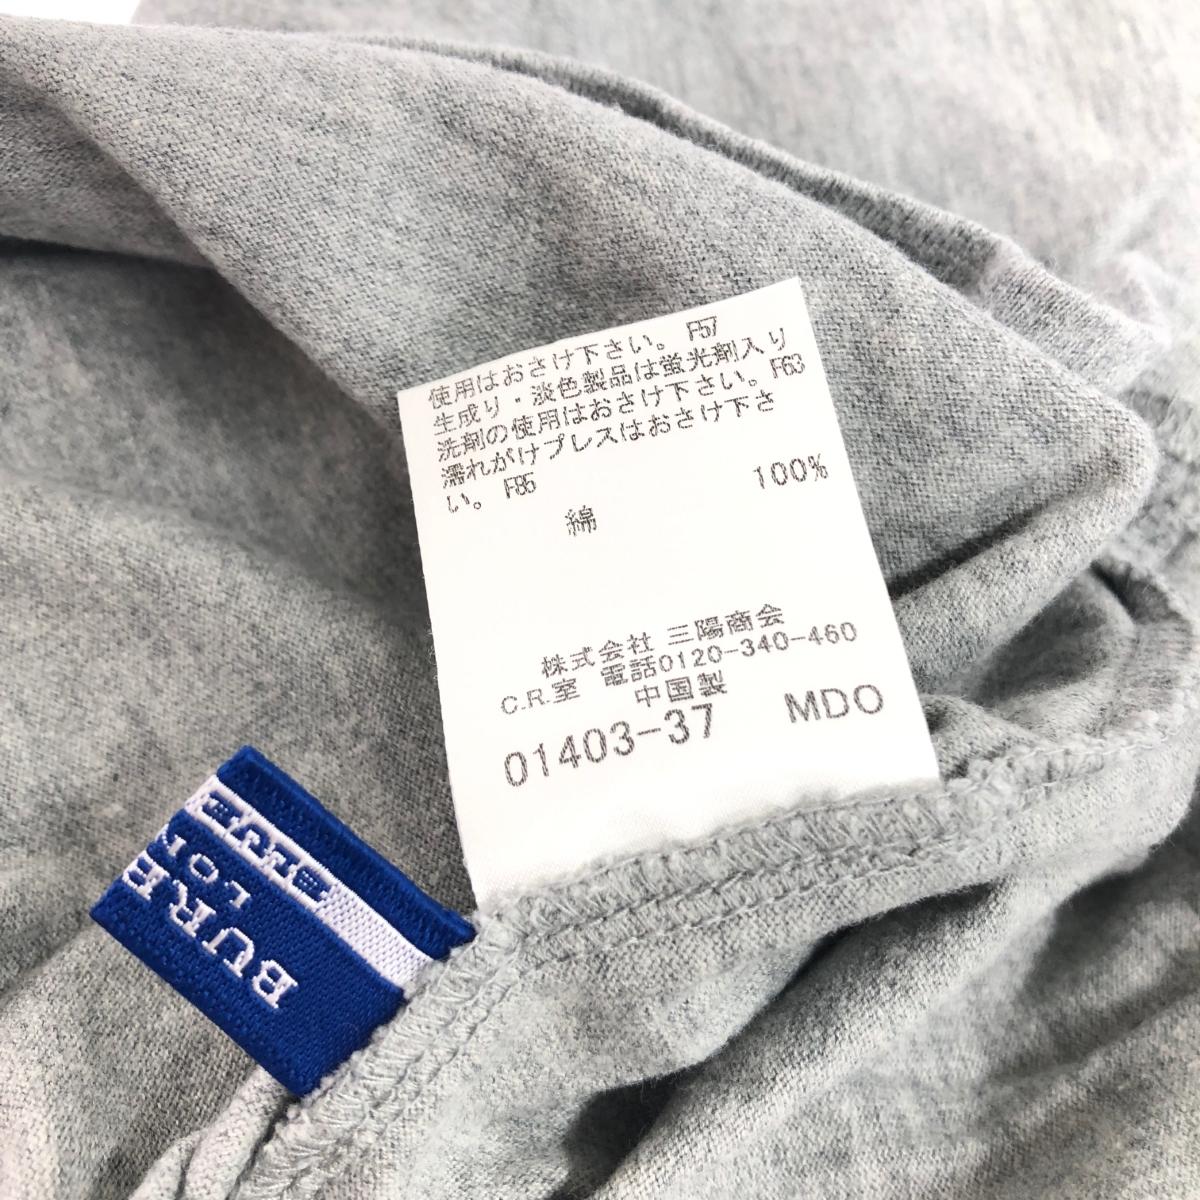 使用はおさけ下さい。 F57
生成り・淡色製品は蛍光剤入り
洗剤の使用はおさけ下さい。F63
濡れがけプレスはおさけ下さ
い。 F85
綿 100%
株式会社 三陽商会
C.R.室 電話0120-340-460
中国製
01403-37 MDO
BURE
LO